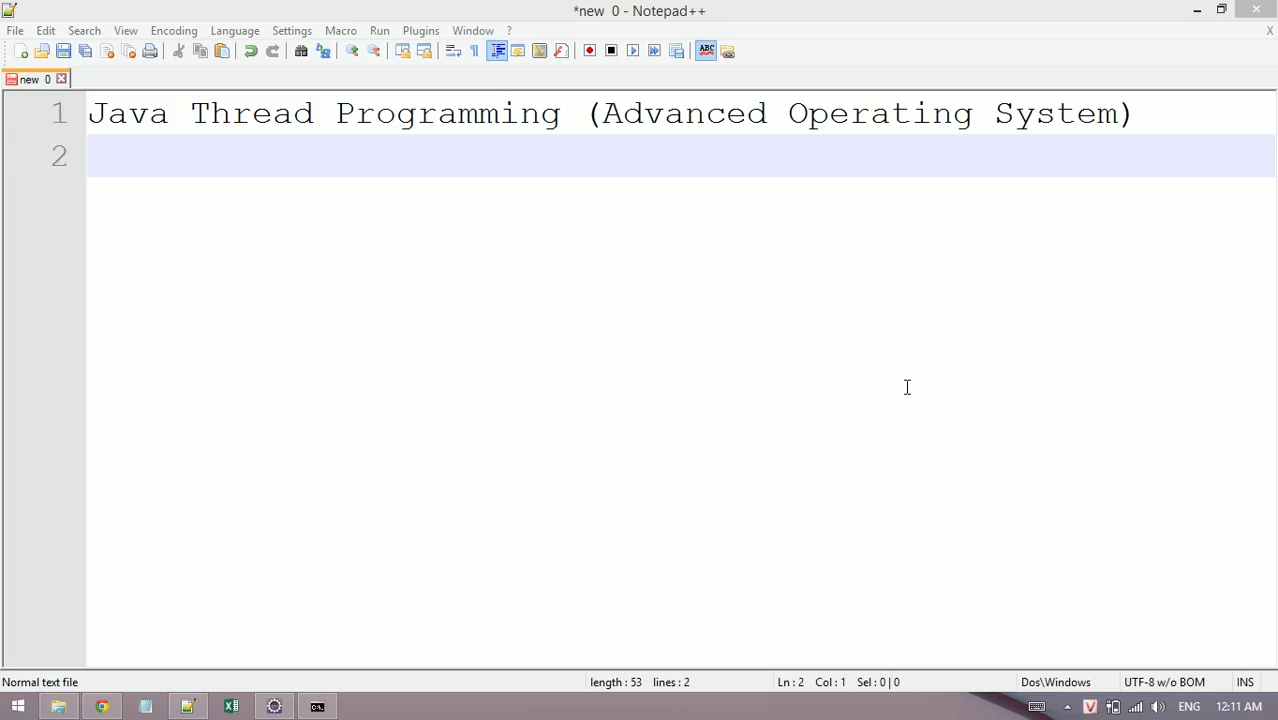 *new  0 - Notepad++
File Edit Search View Encoding Language Settings Macro Run Plugins Window ? X
ABC
new 0
1 Java Thread Programming (Advanced Operating System)
2
Normal text file length : 53 lines : 2 Ln : 2 Col : 1 Sel : 0 | 0 Dos\Windows UTF-8 w/o BOM INS
V ENG 12:11 AM